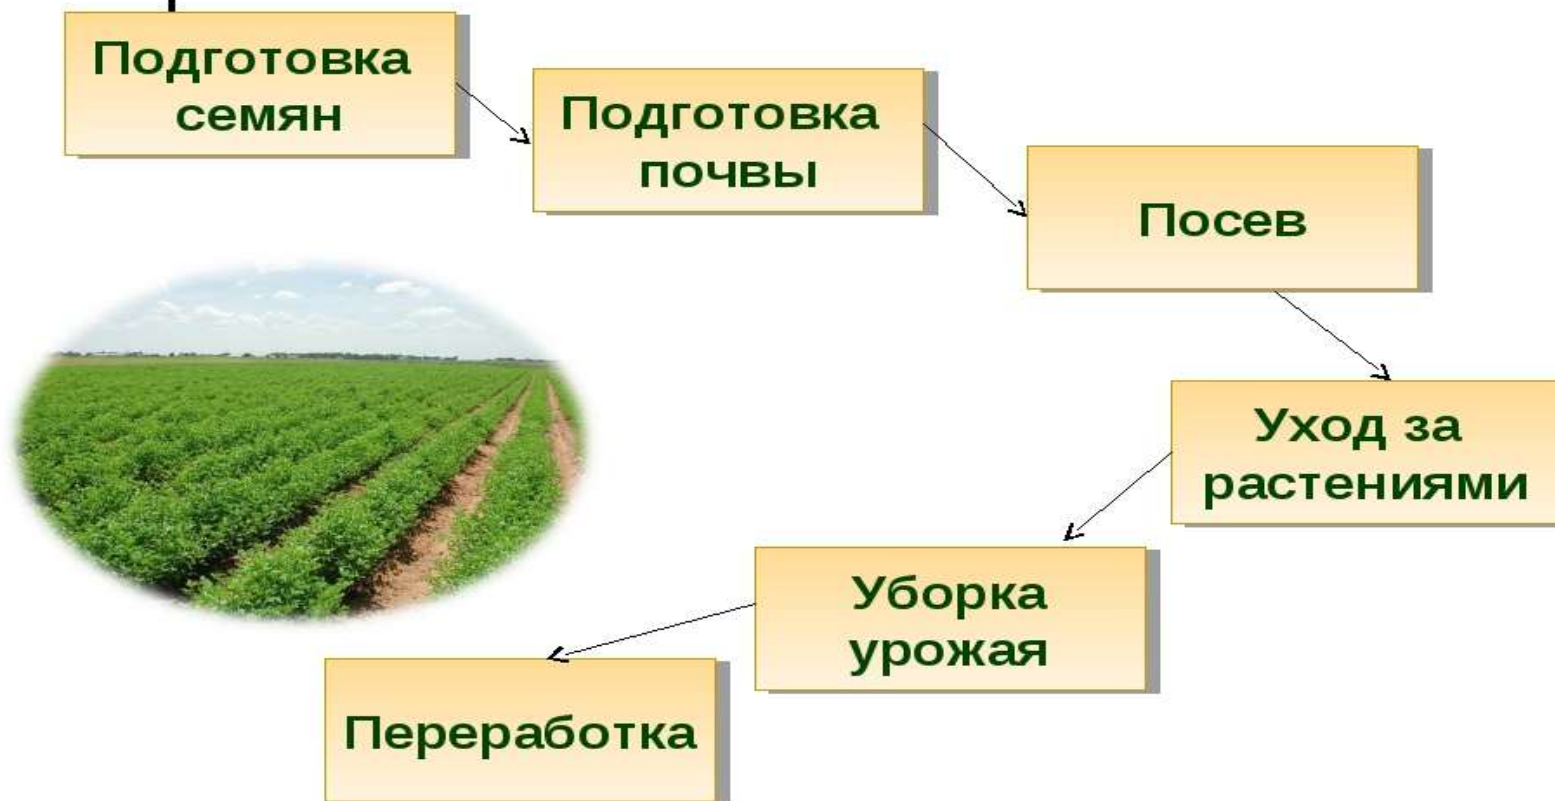 Подготовка
семян
Подготовка
почвы
Посев
Уход за
растениями
Уборка
урожая
Переработка